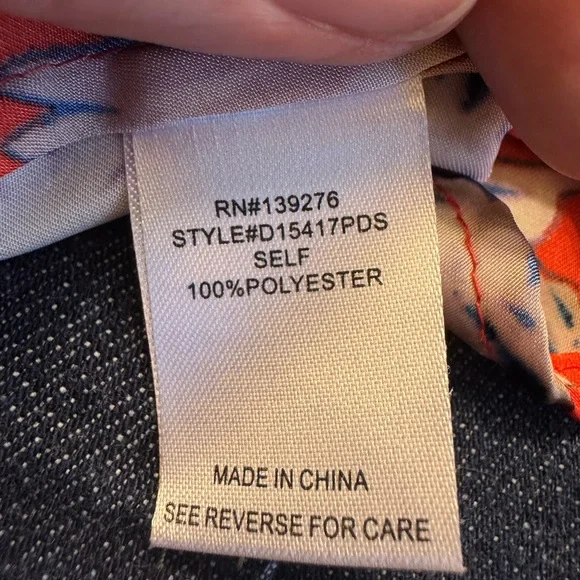 RN#139276
STYLE#D15417PDS
SELF
100%POLYESTER
MADE IN CHINA
SEE REVERSE FOR CARE